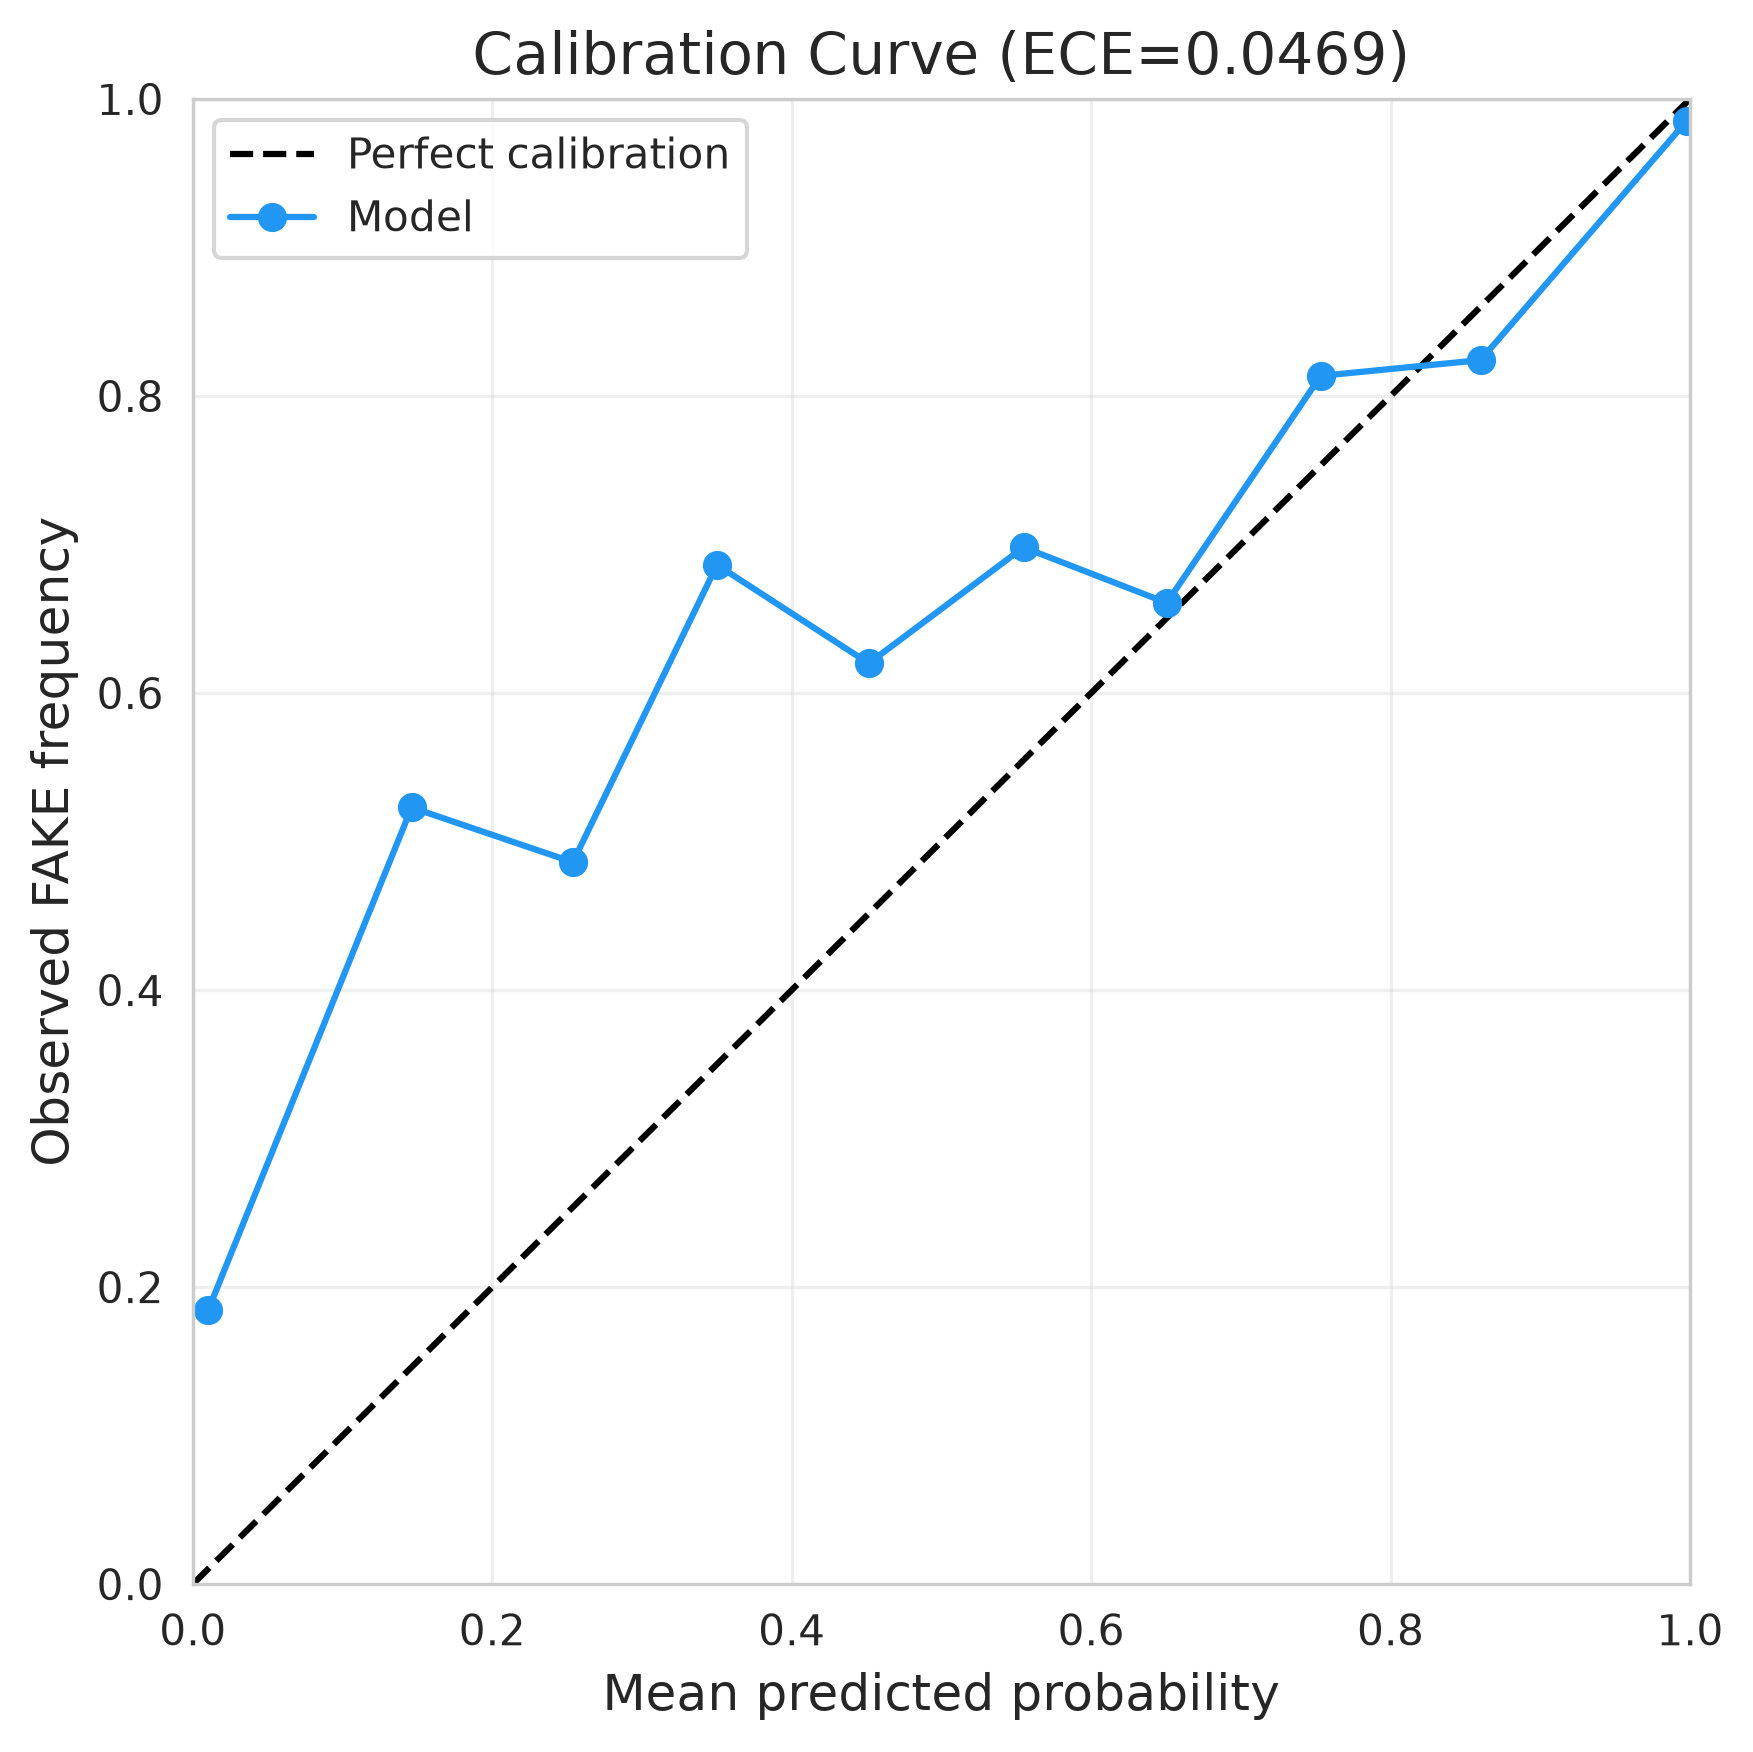 Calibration Curve (ECE=0.0469)
Perfect calibration
Model
Observed FAKE frequency
1.0
0.8
0.6
0.4
0.2
0.0
0.0 0.2 0.4 0.6 0.8 1.0
Mean predicted probability